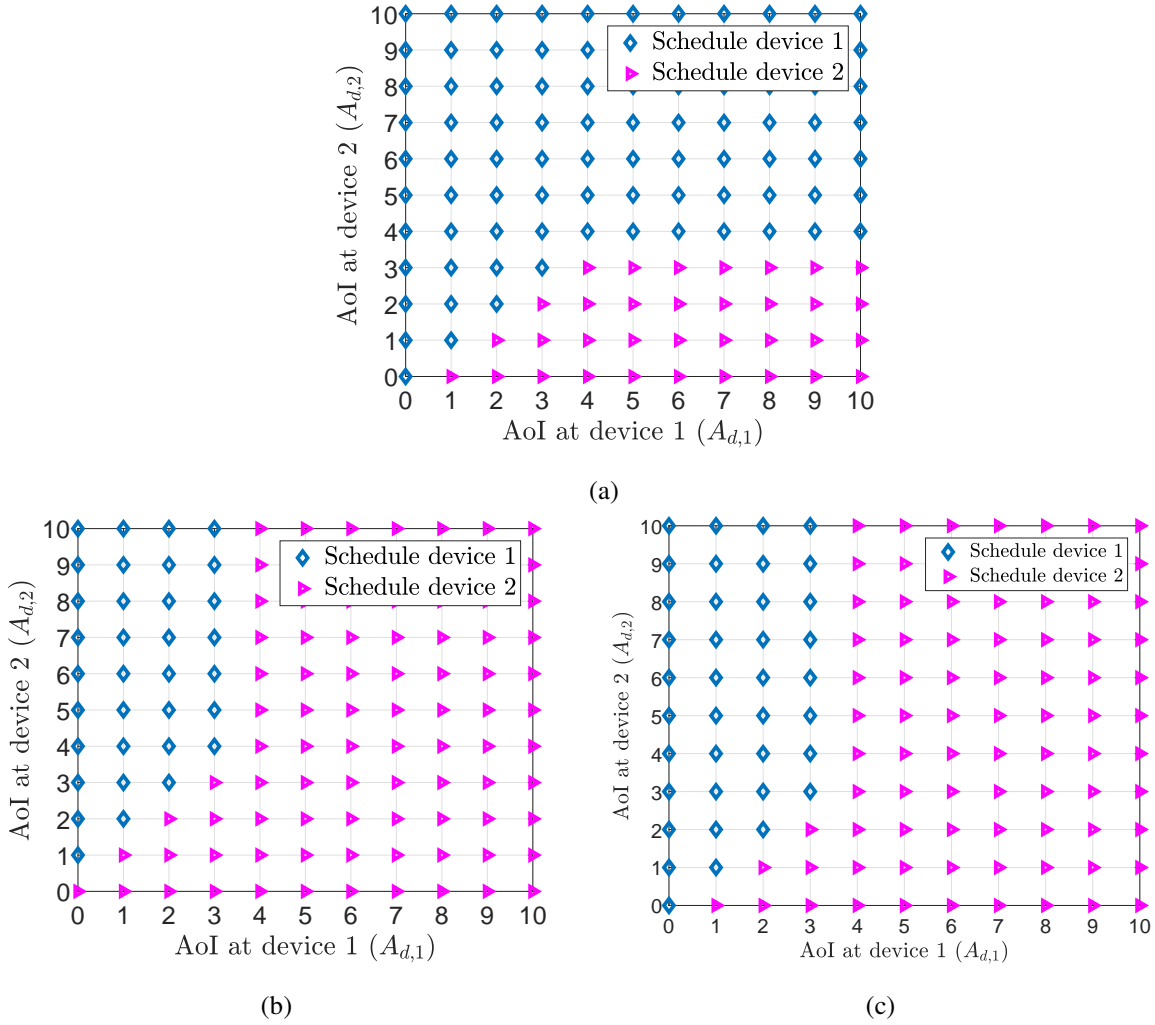 10
9
8
7
6
5
4
3
2
1
0
AoI at device 2 (A_{d,2})
Schedule device 1
Schedule device 2
0 1 2 3 4 5 6 7 8 9 10
AoI at device 1 (A_{d,1})
(a)
10
9
8
7
6
5
4
3
2
1
0
AoI at device 2 (A_{d,2})
Schedule device 1
Schedule device 2
0 1 2 3 4 5 6 7 8 9 10
AoI at device 1 (A_{d,1})
(b)
10
9
8
7
6
5
4
3
2
1
0
AoI at device 2 (A_{d,2})
Schedule device 1
Schedule device 2
0 1 2 3 4 5 6 7 8 9 10
AoI at device 1 (A_{d,1})
(c)